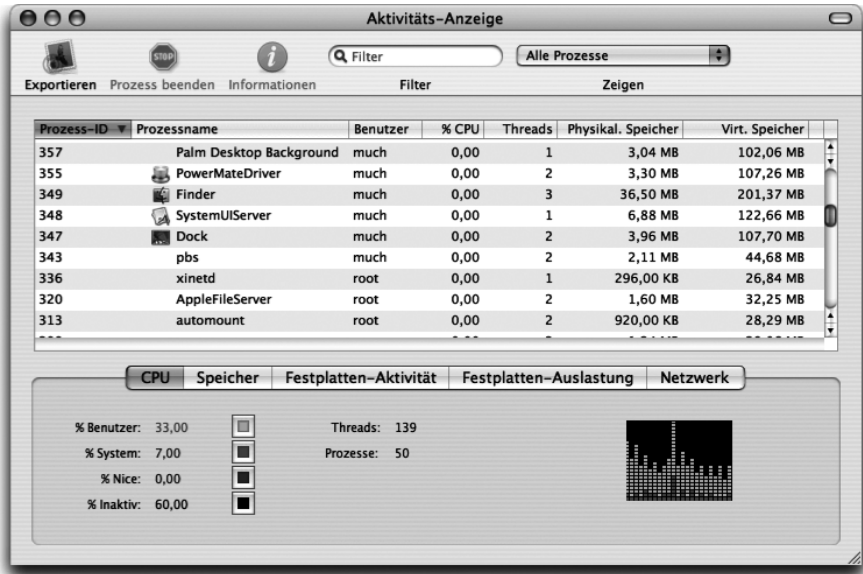 Aktivitäts-Anzeige
STOP
Filter
Alle Prozesse
Exportieren Prozess beenden Informationen Filter Zeigen
Prozess-ID Prozessname Benutzer % CPU Threads Physikal. Speicher Virt. Speicher
357 Palm Desktop Background much 0,00 1 3,04 MB 102,06 MB
355 PowerMateDriver much 0,00 2 3,30 MB 107,26 MB
349 Finder much 0,00 3 36,50 MB 201,37 MB
348 SystemUIServer much 0,00 1 6,88 MB 122,66 MB
347 Dock much 0,00 2 3,96 MB 107,70 MB
343 pbs much 0,00 2 2,11 MB 44,68 MB
336 xinetd root 0,00 1 296,00 KB 26,84 MB
320 AppleFileServer root 0,00 2 1,60 MB 32,25 MB
313 automount root 0,00 2 920,00 KB 28,29 MB
CPU Speicher Festplatten-Aktivität Festplatten-Auslastung Netzwerk
% Benutzer: 33,00 Threads: 139
% System: 7,00 Prozesse: 50
% Nice: 0,00
% Inaktiv: 60,00